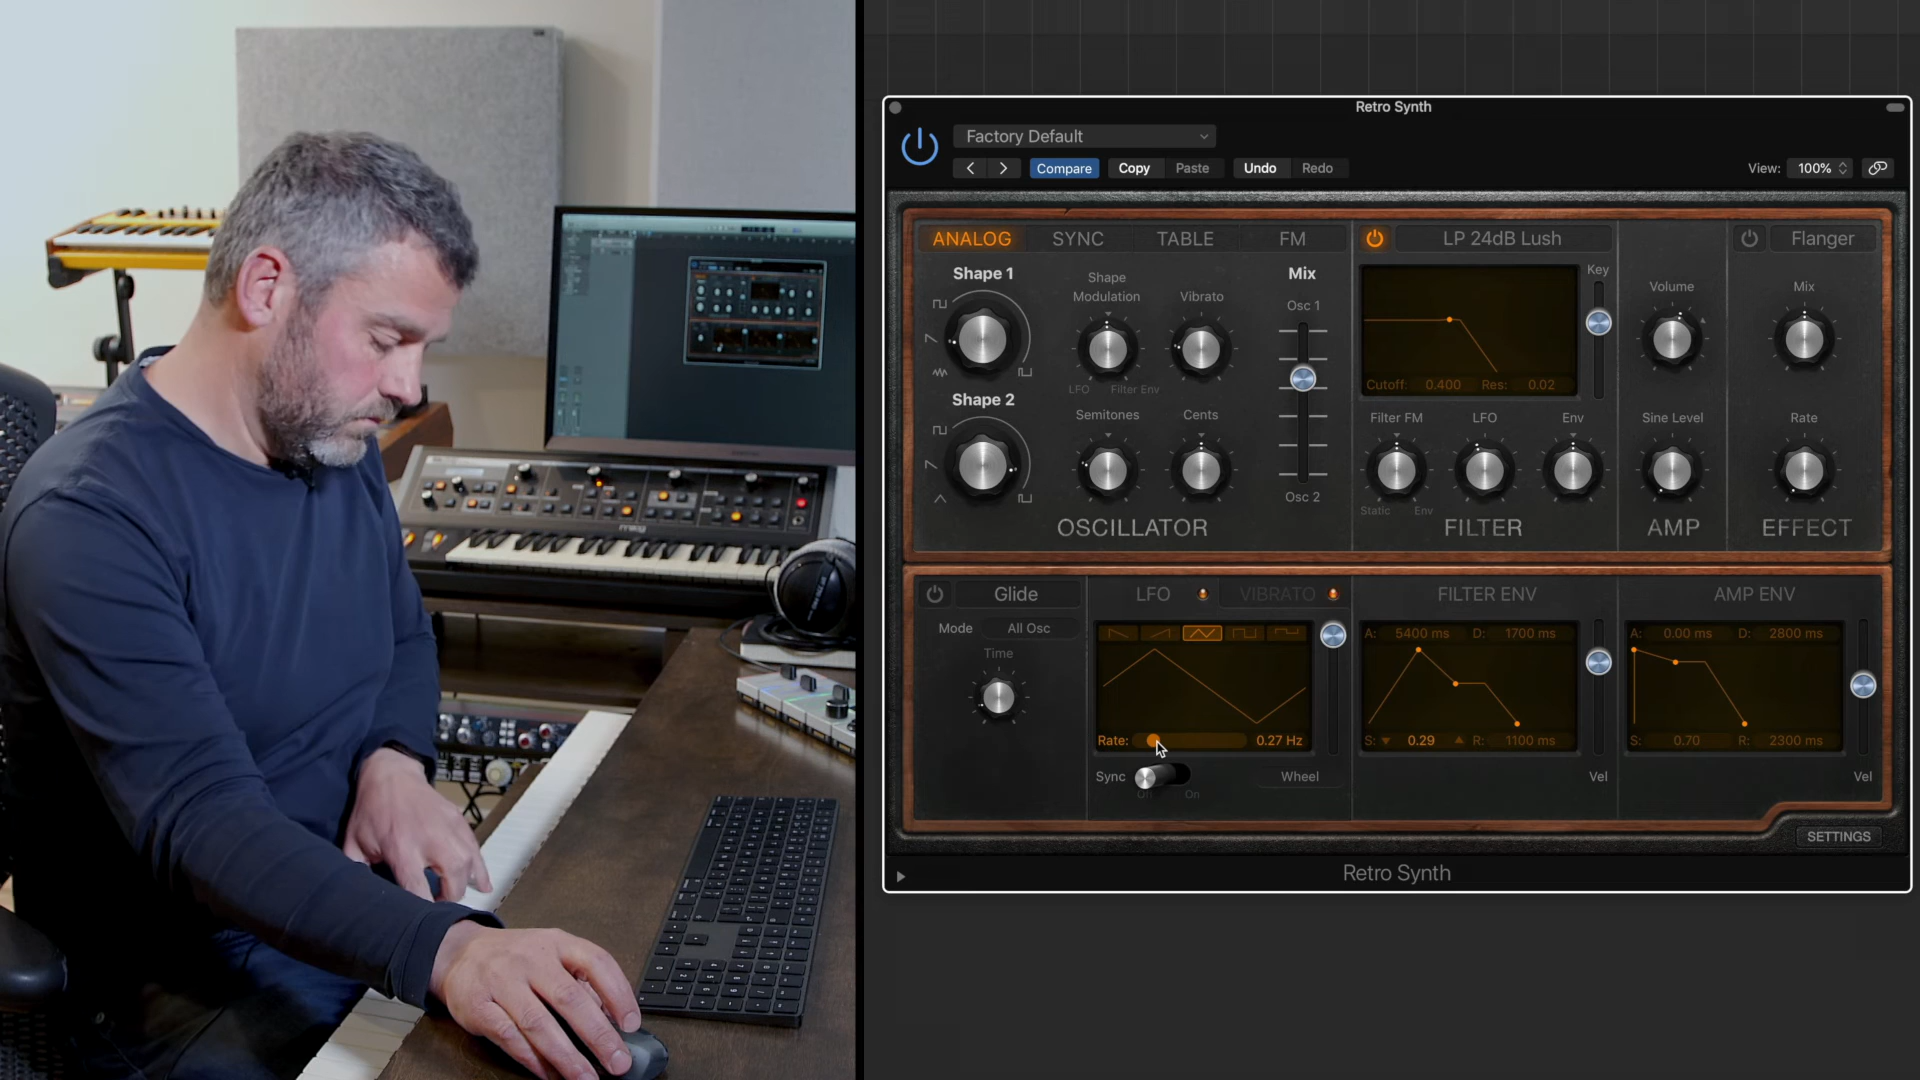 Retro Synth
Factory Default
Compare Copy Paste Undo Redo
View: 100%
ANALOG SYNC TABLE FM
LP 24dB Lush
Flanger
Shape 1
Shape Modulation
Vibrato
Mix
Osc 1
Key
Volume
Mix
LFO Filter Env
Cutoff: 0.400 Res: 0.02
Shape 2
Semitones
Cents
Filter FM
LFO
Env
Sine Level
Rate
Osc 2
Static Env
OSCILLATOR
FILTER
AMP
EFFECT
Glide
LFO
VIBRATO
FILTER ENV
AMP ENV
Mode All Osc
A: 5400 ms D: 1700 ms
A: 0.00 ms D: 2800 ms
Time
Rate: 0.27 Hz
S: 0.29 R: 1100 ms
S: 0.70 R: 2300 ms
Sync
Off On
Wheel
Vel
Vel
SETTINGS
Retro Synth
moog